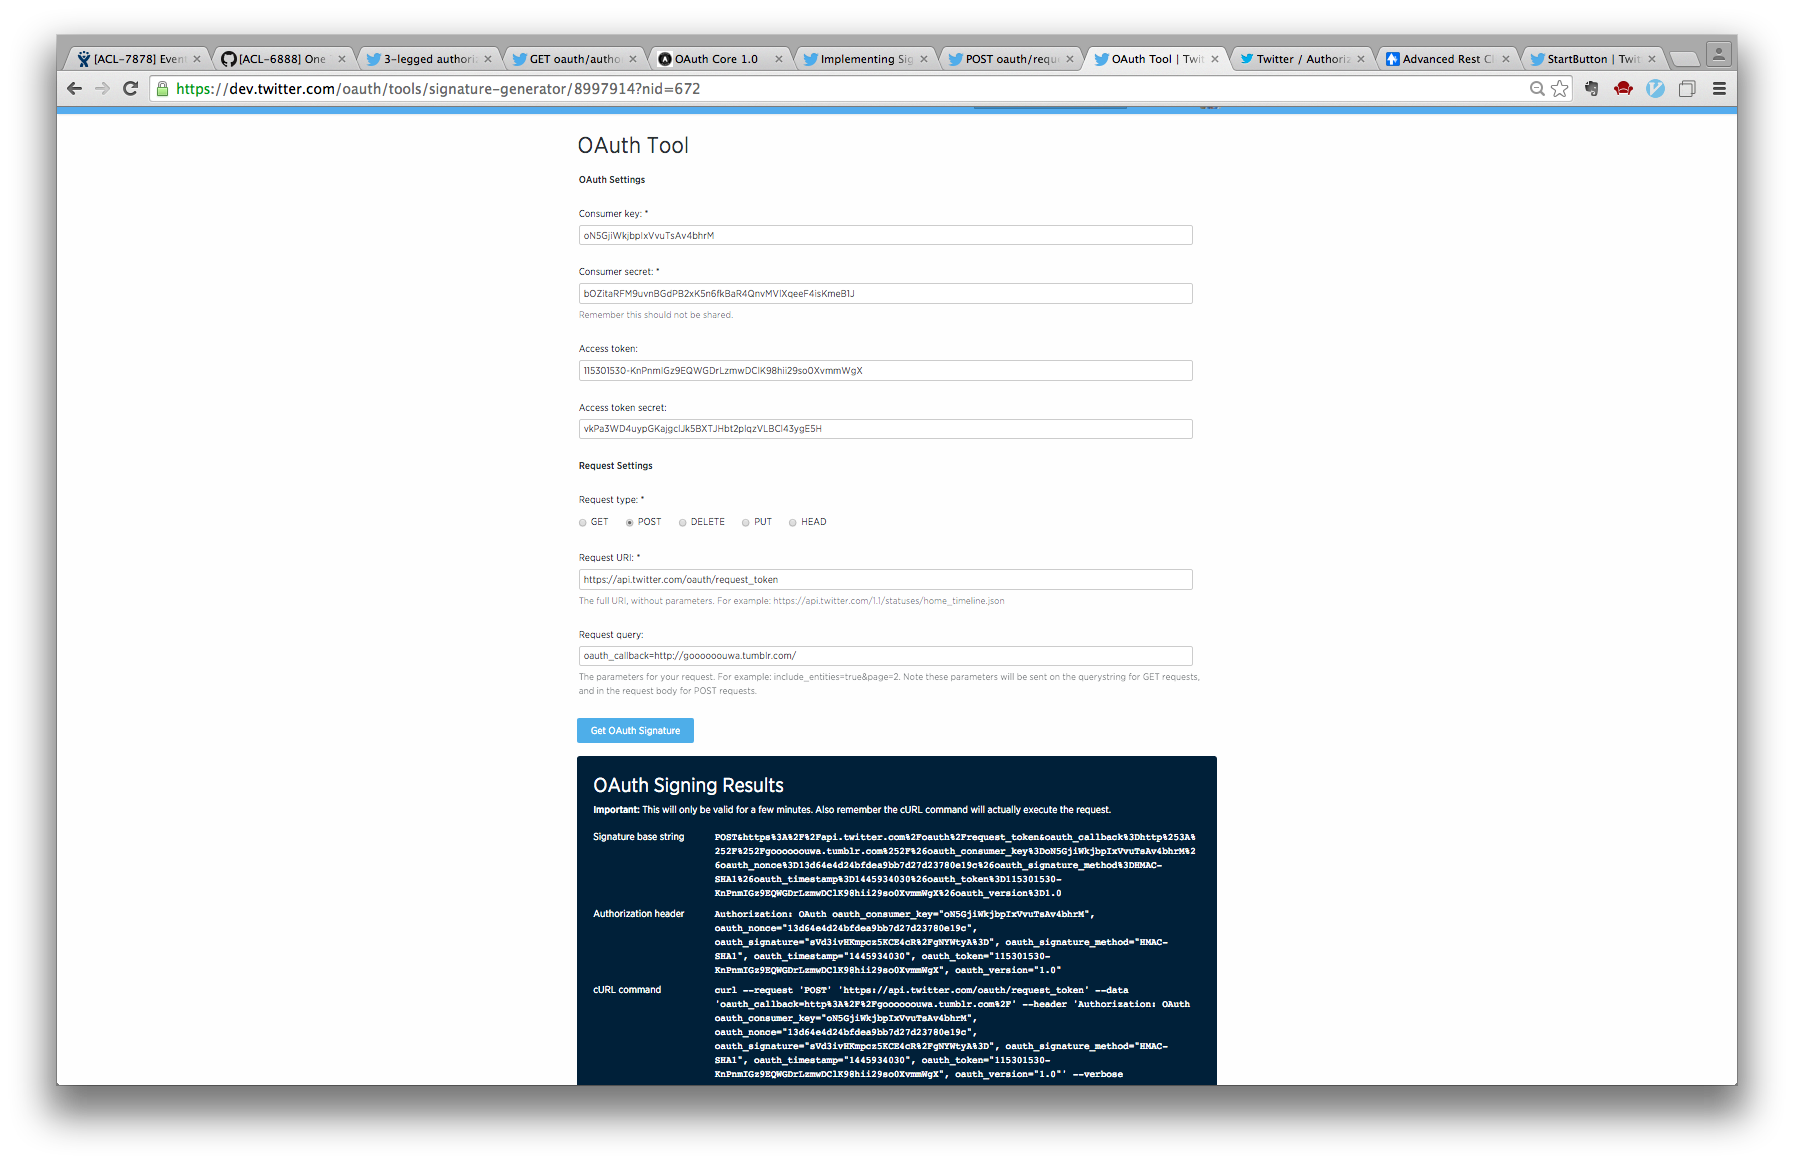 [ACL-7878] Even
[ACL-6888] One
3-legged authori
GET oauth/autho
OAuth Core 1.0
Implementing Sig
POST oauth/requ
OAuth Tool | Twit
Twitter / Authoriz
Advanced Rest Cl
StartButton | Twit
https://dev.twitter.com/oauth/tools/signature-generator/8997914?nid=672
OAuth Tool
OAuth Settings
Consumer key: *
oN5GjiWkjbpIxVvuTsAv4bhrM
Consumer secret: *
Remember this should not be shared.
Access token:
115301530-KnPnmIGz9EQWGDrLzmwDClK98hii29so0XvmmWgX
Access token secret:
Request Settings
Request type: *
GET POST DELETE PUT HEAD
Request URI: *
https://api.twitter.com/oauth/request_token
The full URI, without parameters. For example: https://api.twitter.com/1.1/statuses/home_timeline.json
Request query:
oauth_callback=http://goooooouwa.tumblr.com/
The parameters for your request. For example: include_entities=true&page=2. Note these parameters will be sent on the querystring for GET requests,
and in the request body for POST requests.
Get OAuth Signature
OAuth Signing Results
Important: This will only be valid for a few minutes. Also remember the cURL command will actually execute the request.
Signature base string
POST&https%3A%2F%2Fapi.twitter.com%2Foauth%2Frequest_token&oauth_callback%3Dhttp%253A%
252F%252Fgoooooouwa.tumblr.com%252F%26oauth_consumer_key%3DoN5GjiWkjbpIxVvuTsAv4bhrM%2
6oauth_nonce%3D13d64e4d24bfdea9bb7d27d23780e19c%26oauth_signature_method%3DHMAC-
SHA1%26oauth_timestamp%3D1445934030%26oauth_token%3D115301530-
KnPnmIGz9EQWGDrLzmwDClK98hii29so0XvmmWgX%26oauth_version%3D1.0
Authorization header
Authorization: OAuth oauth_consumer_key="oN5GjiWkjbpIxVvuTsAv4bhrM",
oauth_nonce="13d64e4d24bfdea9bb7d27d23780e19c",
oauth_signature="sVd3ivHKmpcz5KCE4cR%2FgNYWtyA%3D", oauth_signature_method="HMAC-
SHA1", oauth_timestamp="1445934030", oauth_token="115301530-
KnPnmIGz9EQWGDrLzmwDClK98hii29so0XvmmWgX", oauth_version="1.0"
cURL command
curl --request 'POST' 'https://api.twitter.com/oauth/request_token' --data
'oauth_callback=http%3A%2F%2Fgoooooouwa.tumblr.com%2F' --header 'Authorization: OAuth
oauth_consumer_key="oN5GjiWkjbpIxVvuTsAv4bhrM",
oauth_nonce="13d64e4d24bfdea9bb7d27d23780e19c",
oauth_signature="sVd3ivHKmpcz5KCE4cR%2FgNYWtyA%3D", oauth_signature_method="HMAC-
SHA1", oauth_timestamp="1445934030", oauth_token="115301530-
KnPnmIGz9EQWGDrLzmwDClK98hii29so0XvmmWgX", oauth_version="1.0"' --verbose